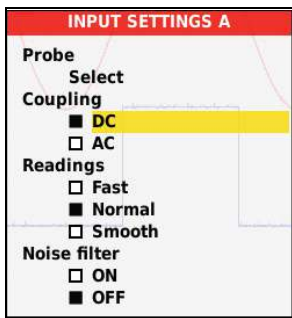 INPUT SETTINGS A
Probe
Select
Coupling
DC
AC
Readings
Fast
Normal
Smooth
Noise filter
ON
OFF